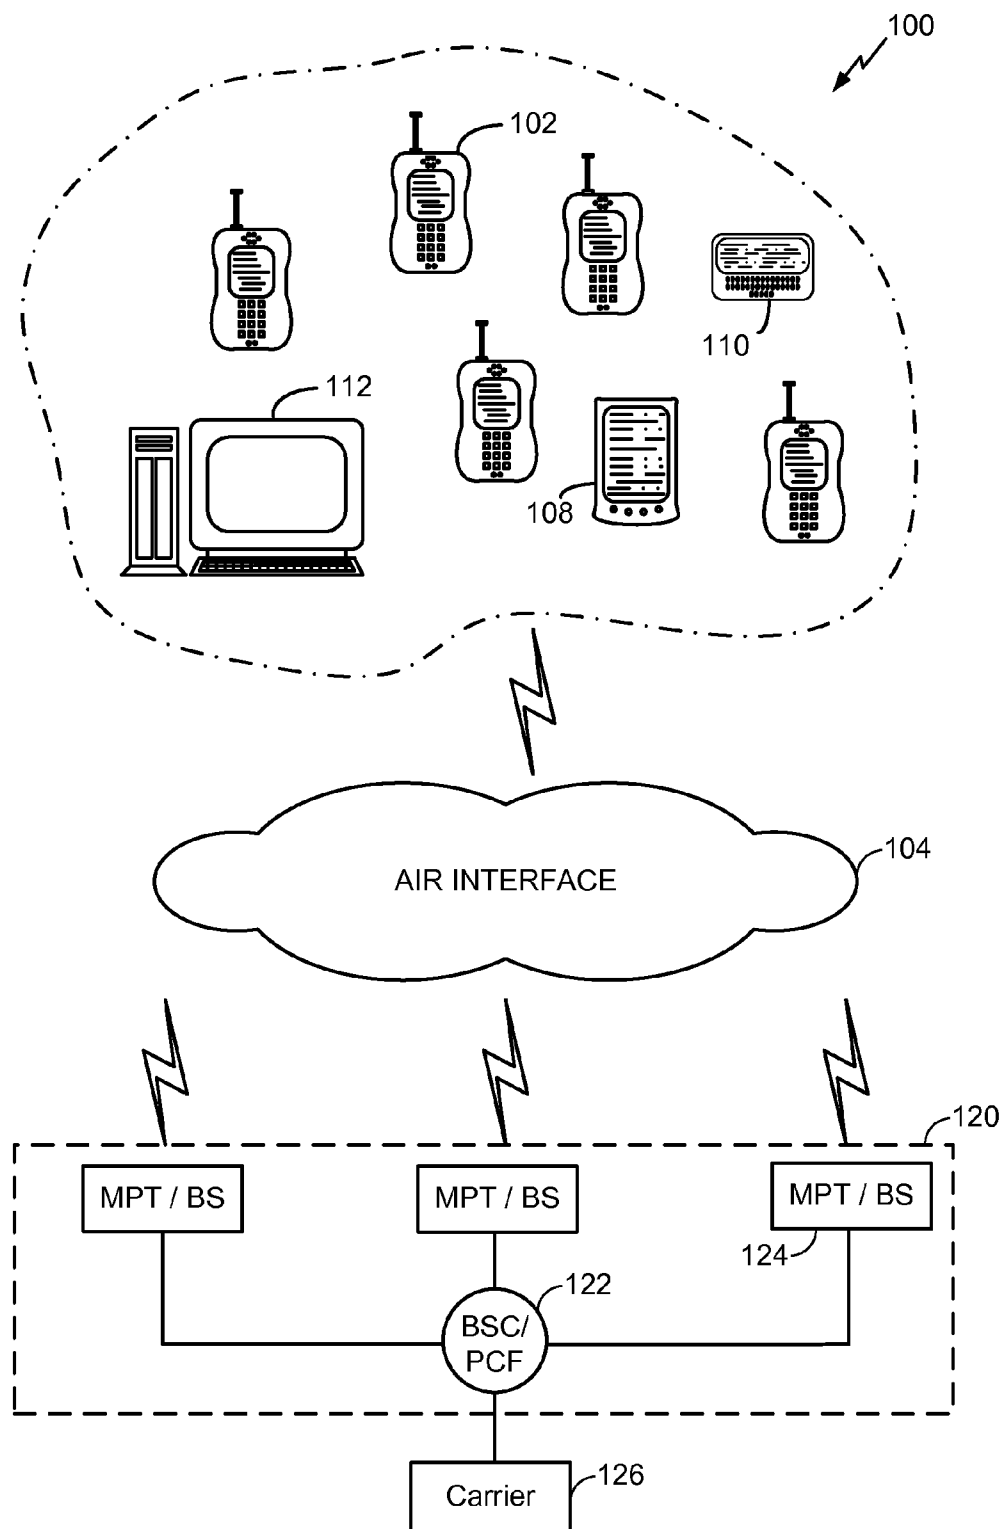 100
102
110
112
108
104
AIR INTERFACE
120
MPT / BS
MPT / BS
MPT / BS
124
122
BSC/
PCF
Carrier
126